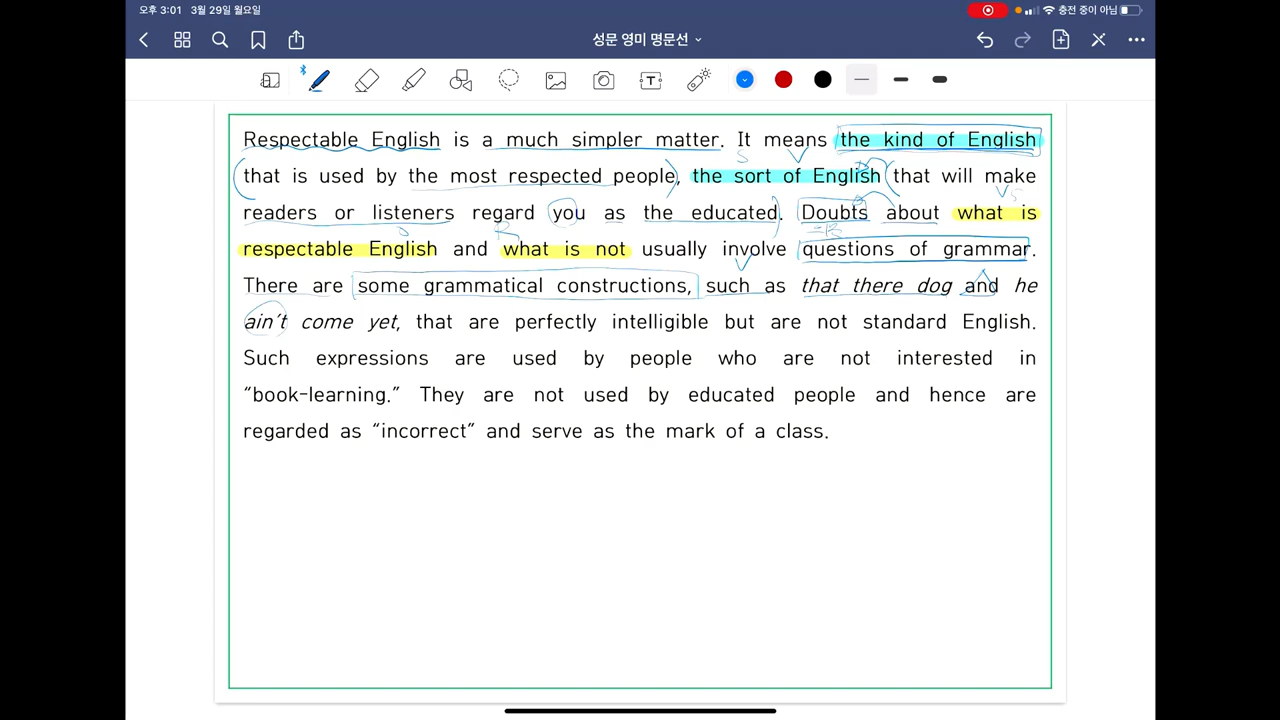 오후 3:01 3월 29일 월요일
충전 중이 아님
성문 영미 명문선
T
Respectable English is a much simpler matter. It means the kind of English
that is used by the most respected people, the sort of English that will make
readers or listeners regard you as the educated. Doubts about what is
respectable English and what is not usually involve questions of grammar.
There are some grammatical constructions, such as that there dog and he
ain't come yet, that are perfectly intelligible but are not standard English.
Such expressions are used by people who are not interested in
“book-learning.” They are not used by educated people and hence are
regarded as “incorrect” and serve as the mark of a class.